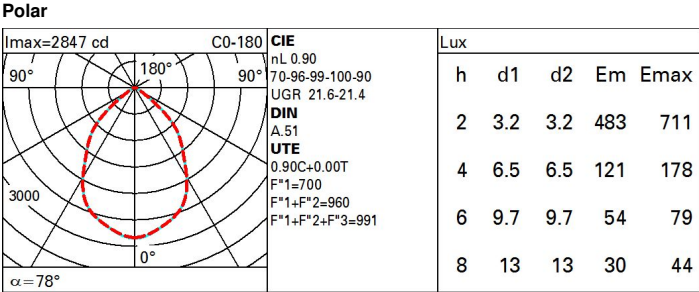 Polar
Imax=2847 cd C0-180
90° 180° 90°
3000
0°
α=78°
CIE
nL 0.90
70-96-99-100-90
UGR 21.6-21.4
DIN
A.51
UTE
0.90C+0.00T
F"1=700
F"1+F"2=960
F"1+F"2+F"3=991
Lux
h d1 d2 Em Emax
2 3.2 3.2 483 711
4 6.5 6.5 121 178
6 9.7 9.7 54 79
8 13 13 30 44